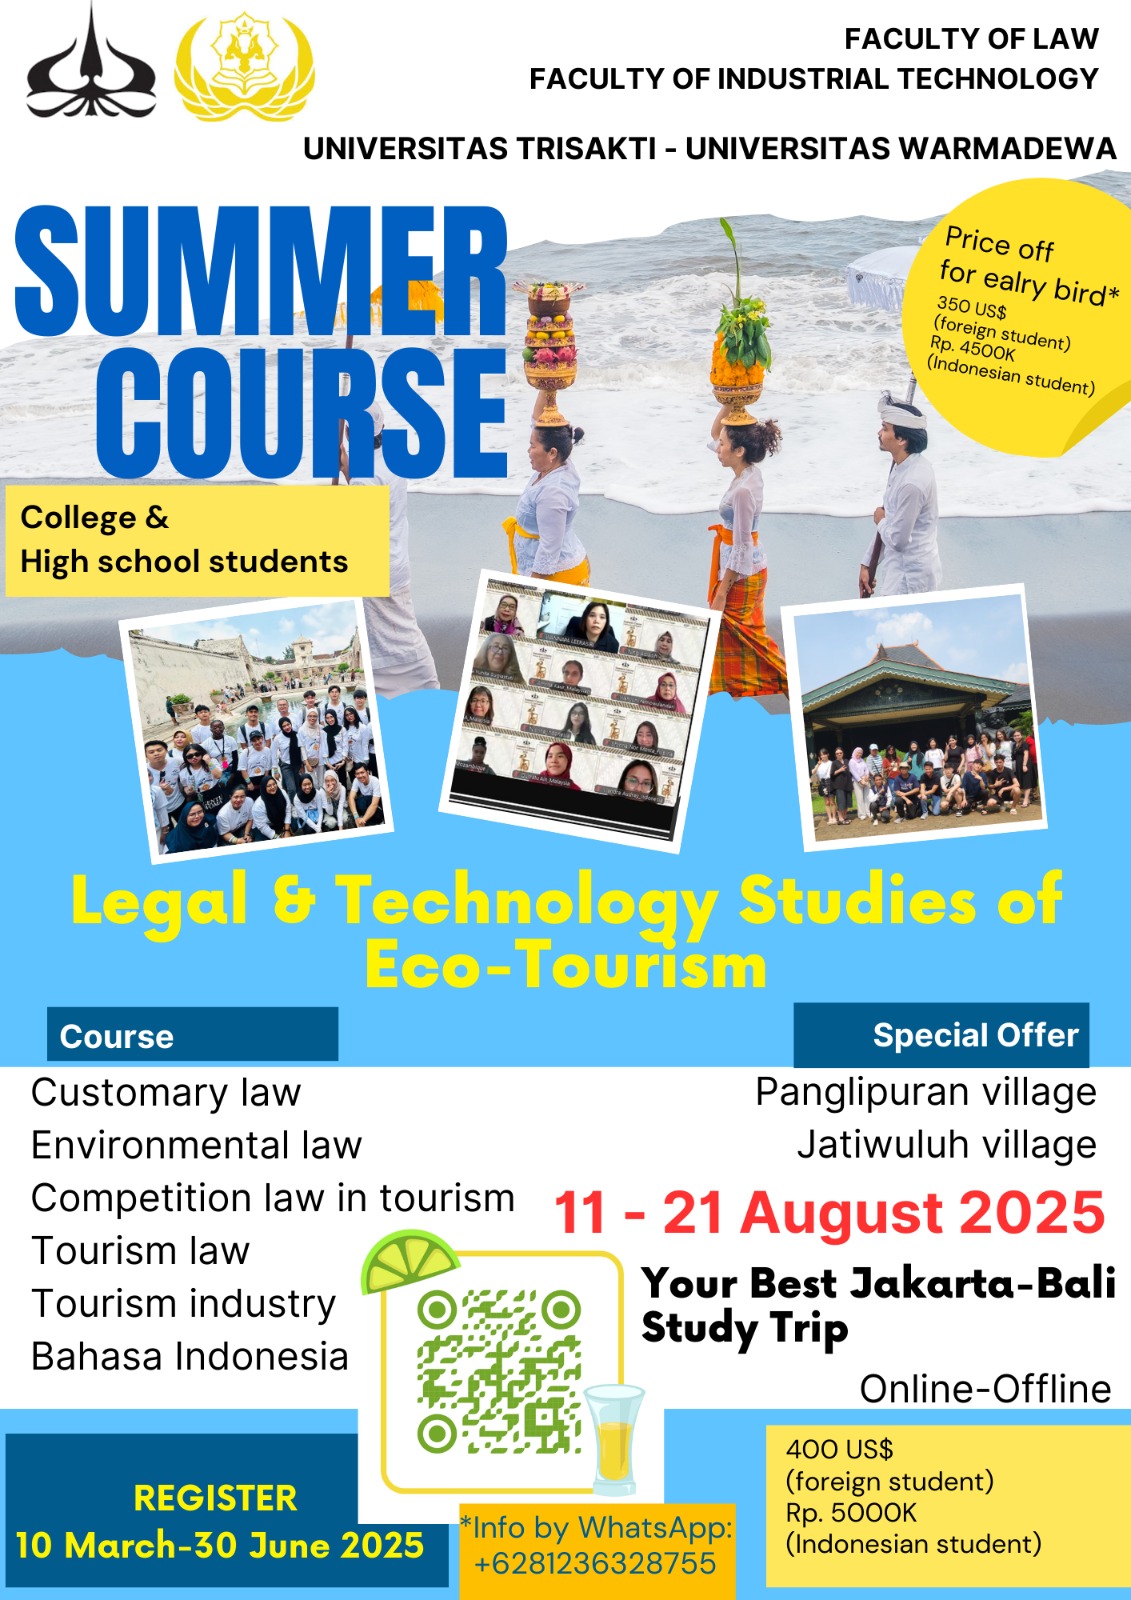 FACULTY OF LAW
FACULTY OF INDUSTRIAL TECHNOLOGY
UNIVERSITAS TRISAKTI - UNIVERSITAS WARMADEWA
SUMMER
COURSE
Price off
for ealry bird*
350 US$
(foreign student)
Rp. 4500K
(Indonesian student)
College &
High school students
Legal & Technology Studies of
Eco-Tourism
Course
Customary law
Environmental law
Competition law in tourism
Tourism law
Tourism industry
Bahasa Indonesia
Special Offer
Panglipuran village
Jatiwuluh village
11 - 21 August 2025
Your Best Jakarta-Bali
Study Trip
Online-Offline
REGISTER
10 March-30 June 2025
*Info by WhatsApp:
+6281236328755
400 US$
(foreign student)
Rp. 5000K
(Indonesian student)